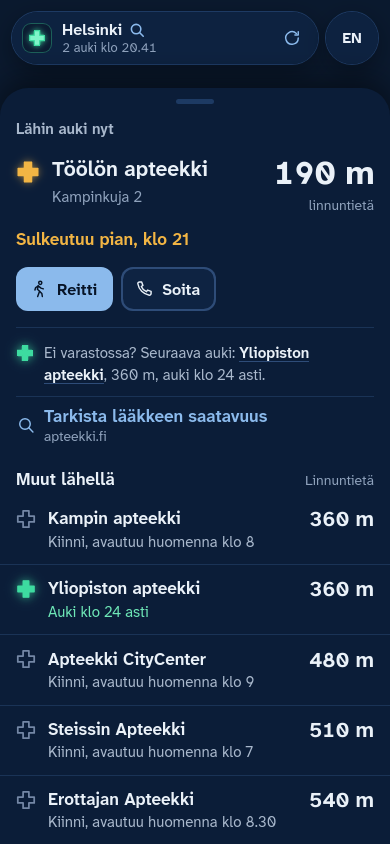 Helsinki
2 auki klo 20.41
EN
Lähin auki nyt
Töölön apteekki
190 m
Kampinkuja 2
linnuntietä
Sulkeutuu pian, klo 21
Reitti
Soita
Ei varastossa? Seuraava auki: Yliopiston
apteekki, 360 m, auki klo 24 asti.
Tarkista lääkkeen saatavuus
apteekki.fi
Muut lähellä
Linnuntietä
Kampin apteekki
360 m
Kiinni, avautuu huomenna klo 8
Yliopiston apteekki
360 m
Auki klo 24 asti
Apteekki CityCenter
480 m
Kiinni, avautuu huomenna klo 9
Steissin Apteekki
510 m
Kiinni, avautuu huomenna klo 7
Erottajan Apteekki
540 m
Kiinni, avautuu huomenna klo 8.30